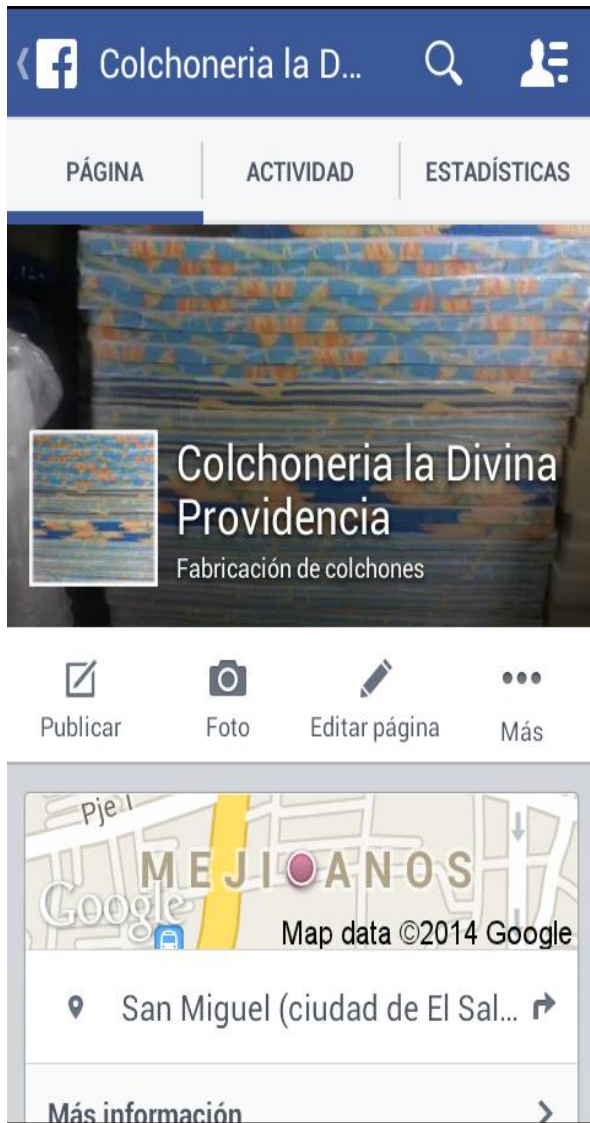 Colchoneria la D...
PÁGINA
ACTIVIDAD
ESTADÍSTICAS
Colchoneria la Divina
Providencia
Fabricación de colchones
Publicar
Foto
Editar página
Más
Pje 1
MEJICANOS
Google
Map data ©2014 Google
San Miguel (ciudad de El Sal...
Más información